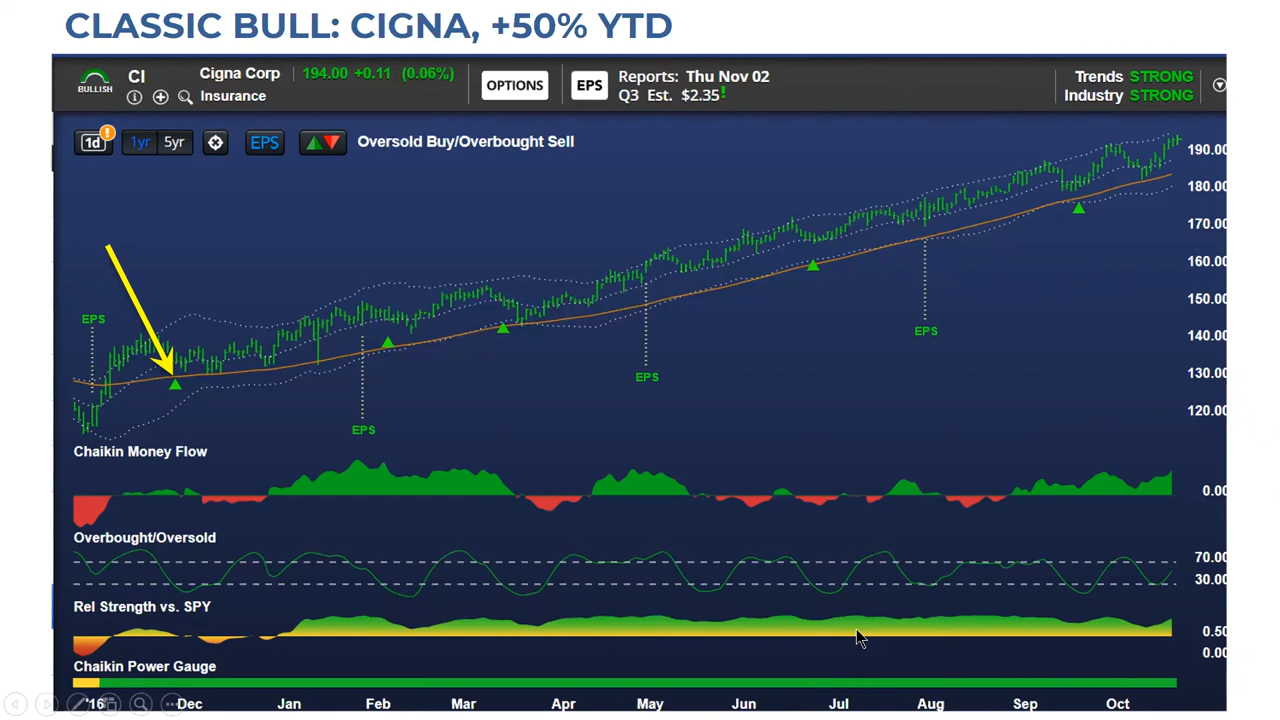 CLASSIC BULL: CIGNA, +50% YTD
BULLISH
CI
Cigna Corp
194.00 +0.11 (0.06%)
Insurance
OPTIONS
EPS
Reports: Thu Nov 02
Q3 Est. $2.35!
Trends STRONG
Industry STRONG
1d
!
1yr
5yr
EPS
Oversold Buy/Overbought Sell
190.00
180.00
170.00
160.00
150.00
140.00
130.00
120.00
EPS
EPS
EPS
EPS
Chaikin Money Flow
0.00
Overbought/Oversold
70.00
30.00
Rel Strength vs. SPY
0.50
0.00
Chaikin Power Gauge
'16 Dec Jan Feb Mar Apr May Jun Jul Aug Sep Oct